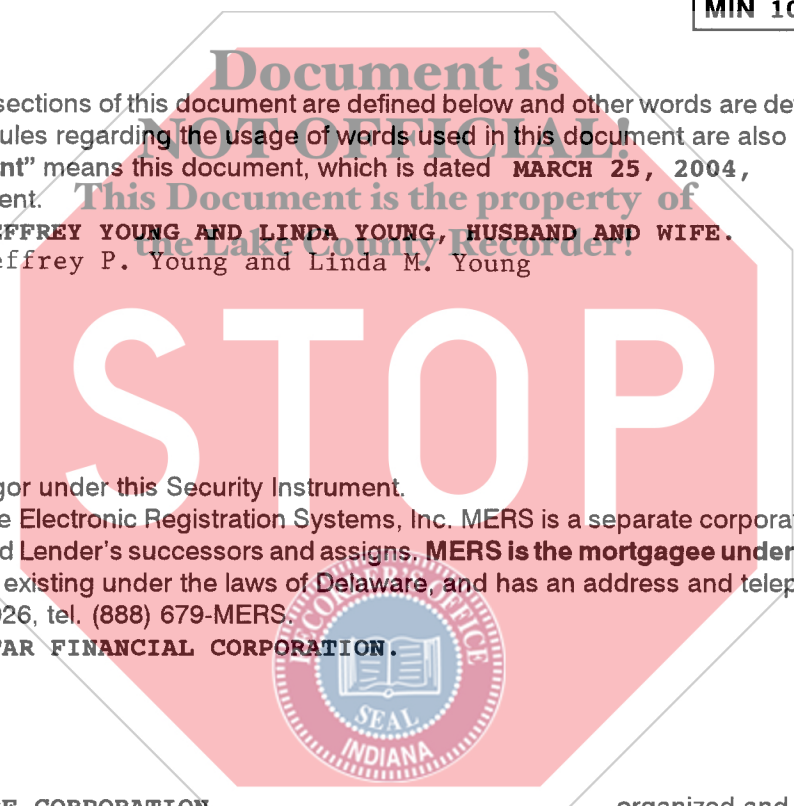 MIN 10
Document is
sections of this document are defined below and other words are de
ules regarding the usage of words used in this document are also
NOT OFFICIAL!
nt” means this document, which is dated MARCH 25, 2004,
ent.
This Document is the property of
EFFREY YOUNG AND LINDA YOUNG, HUSBAND AND WIFE.
the Lake County Recorder!
effrey P. Young and Linda M. Young
STOP
gor under this Security Instrument.
e Electronic Registration Systems, Inc. MERS is a separate corpora
d Lender's successors and assigns. MERS is the mortgagee under
existing under the laws of Delaware, and has an address and telep
026, tel. (888) 679-MERS.
TAR FINANCIAL CORPORATION.
RECORDER'S OFFICE
SEAL
INDIANA
CORPORATION
organized and